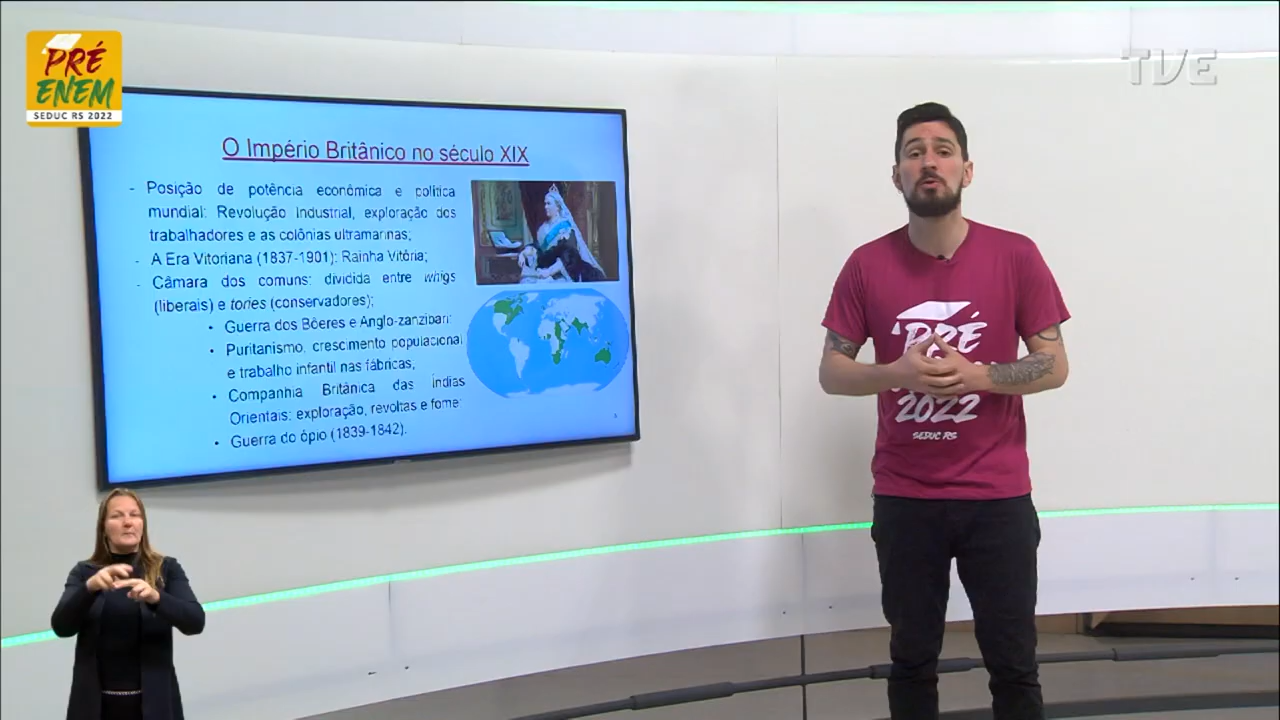 PRÉ
ENEM
SEDUC RS 2022
TVE
O Império Britânico no século XIX
- Posição de potência econômica e política
mundial: Revolução Industrial, exploração dos
trabalhadores e as colônias ultramarinas;
- A Era Vitoriana (1837-1901): Rainha Vitória;
- Câmara dos comuns: dividida entre whigs
(liberais) e tories (conservadores);
• Guerra dos Bôeres e Anglo-zanzibari;
• Puritanismo, crescimento populacional
e trabalho infantil nas fábricas;
• Companhia Britânica das Índias
Orientais: exploração, revoltas e fome;
• Guerra do ópio (1839-1842).
PRÉ
2022
SEDUC RS